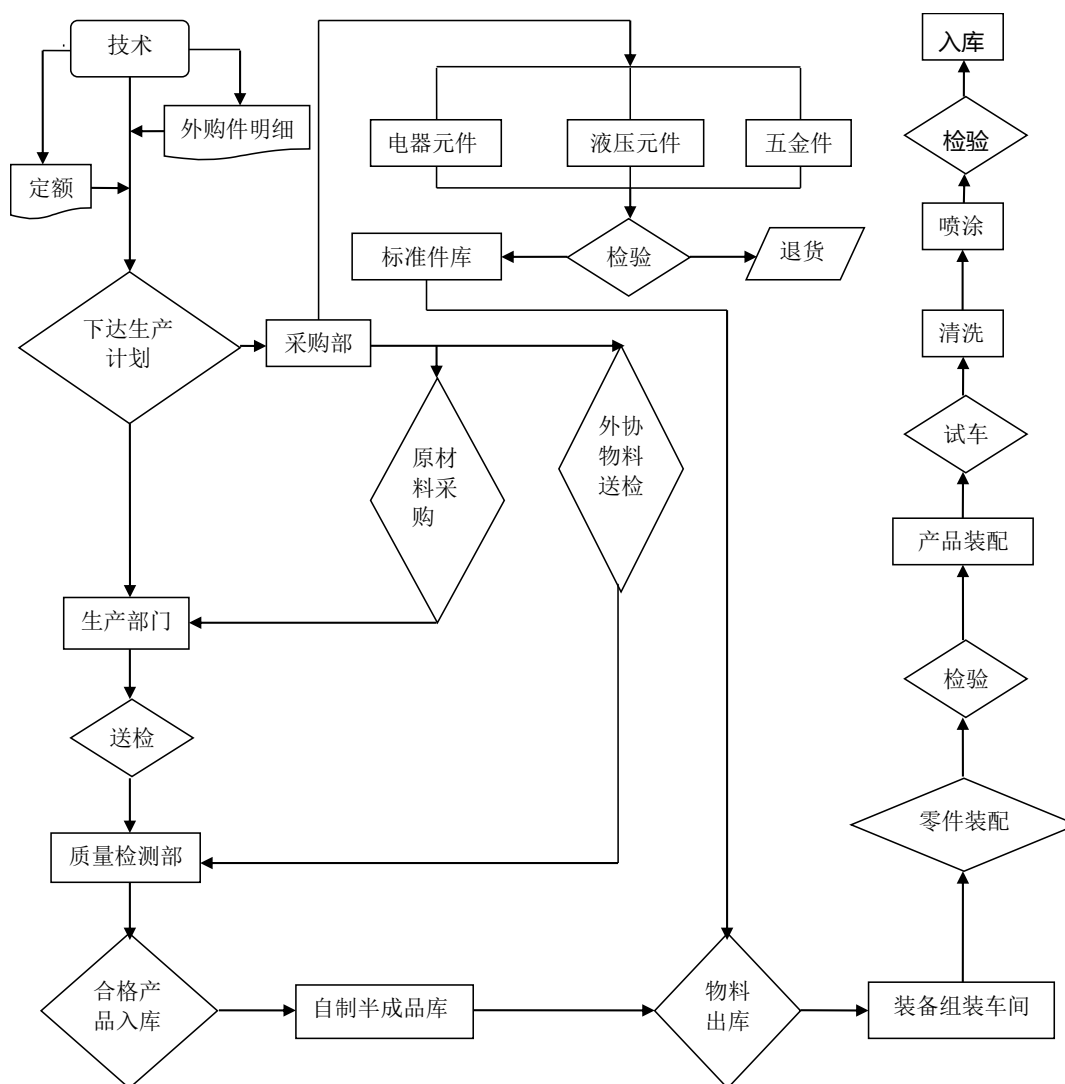 技术
入库
外购件明细
电器元件
液压元件
五金件
检验
定额
喷涂
标准件库
检验
退货
下达生产
计划
采购部
清洗
外协
物料
送检
试车
原材
料采
购
产品装配
生产部门
检验
送检
零件装配
质量检测部
合格产
品入库
自制半成品库
物料
出库
装备组装车间